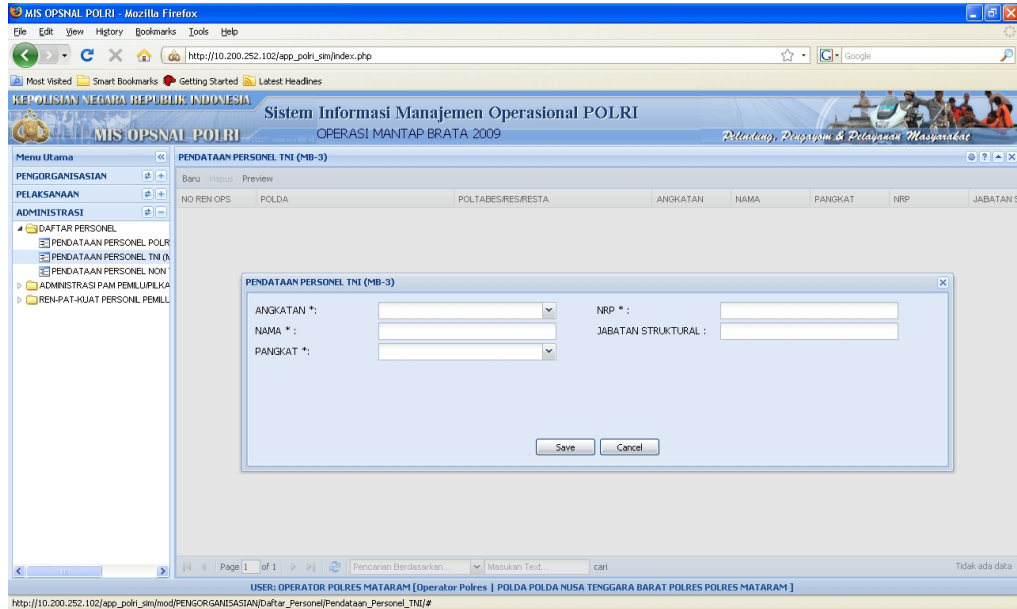 MIS OPSNAL POLRI - Mozilla Firefox
File Edit View History Bookmarks Tools Help
http://10.200.252.102/app_polri_sim/index.php
Google
Most Visited Smart Bookmarks Getting Started Latest Headlines
KEPOLISIAN NEGARA REPUBLIK INDONESIA
MIS OPSNAL POLRI
Sistem Informasi Manajemen Operasional POLRI
OPERASI MANTAP BRATA 2009
Pelindung, Pengayom & Pelayanan Masyarakat
Menu Utama
PENGORGANISASIAN
PELAKSANAAN
ADMINISTRASI
DAFTAR PERSONEL
PENDATAAN PERSONEL POLR
PENDATAAN PERSONEL TNI (M
PENDATAAN PERSONEL NON
ADMINISTRASI PAM PEMILU/PILKA
REN-PAT-KUAT PERSONIL PEMILU
PENDATAAN PERSONEL TNI (MB-3)
Baru Hapus Preview
NO REN OPS POLDA POLTABES/RES/RESTA ANGKATAN NAMA PANGKAT NRP JABATAN S
PENDATAAN PERSONEL TNI (MB-3)
ANGKATAN *: NRP * :
NAMA * : JABATAN STRUKTURAL :
PANGKAT *:
Save Cancel
Page 1 of 1 Pencarian Berdasarkan... Masukan Text... cari Tidak ada data
USER: OPERATOR POLRES MATARAM [Operator Polres | POLDA POLDA NUSA TENGGARA BARAT POLRES POLRES MATARAM ]
http://10.200.252.102/app_polri_sim/mod/PENGORGANISASIAN/Daftar_Personel/Pendataan_Personel_TNI/#